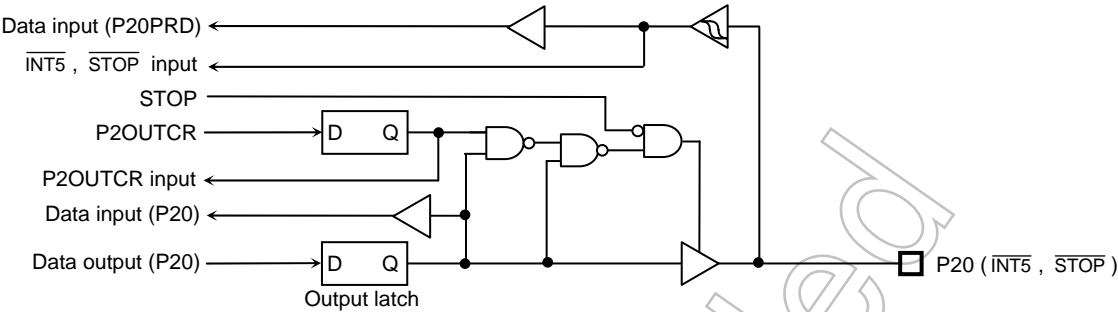 Data input (P20PRD)
INT5 , STOP input
STOP
P2OUTCR
D Q
P2OUTCR input
Data input (P20)
Data output (P20)
D Q
Output latch
P20 ( INT5 , STOP )